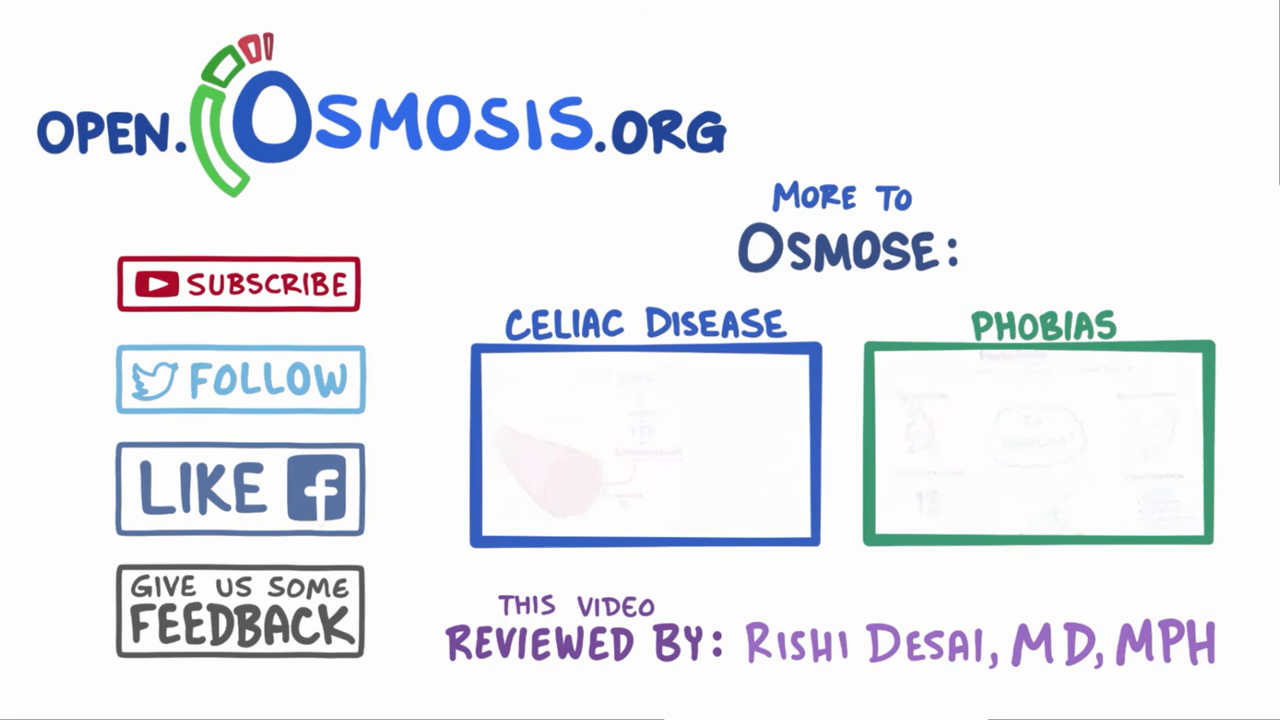 OPEN.OSMOSIS.ORG
MORE TO
OSMOSE:
SUBSCRIBE
FOLLOW
LIKE f
GIVE US SOME
FEEDBACK
CELIAC DISEASE
PHOBIAS
THIS VIDEO
REVIEWED BY: RISHI DESAI, MD, MPH